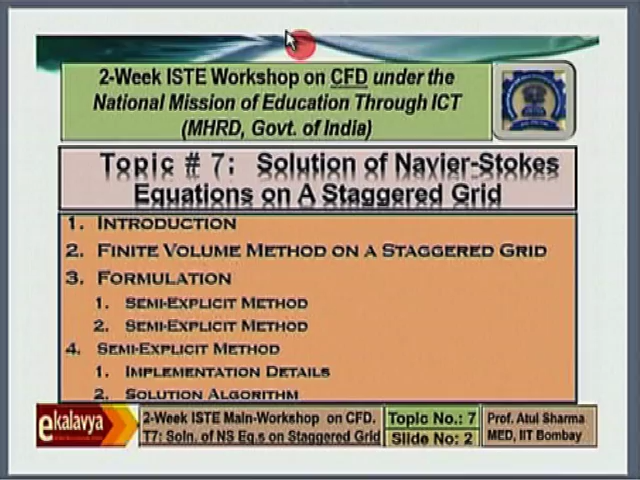 2-Week ISTE Workshop on CFD under the
National Mission of Education Through ICT
(MHRD, Govt. of India)
Topic # 7: Solution of Navier-Stokes
Equations on A Staggered Grid
1. INTRODUCTION
2. FINITE VOLUME METHOD ON A STAGGERED GRID
3. FORMULATION
1. SEMI-EXPLICIT METHOD
2. SEMI-EXPLICIT METHOD
4. SEMI-EXPLICIT METHOD
1. IMPLEMENTATION DETAILS
2. SOLUTION ALGORITHM
ekalavya
2-Week ISTE Main-Workshop on CFD.
T7: Soln. of NS Eq.s on Staggered Grid
Topic No.: 7
Slide No: 2
Prof. Atul Sharma
MED, IIT Bombay